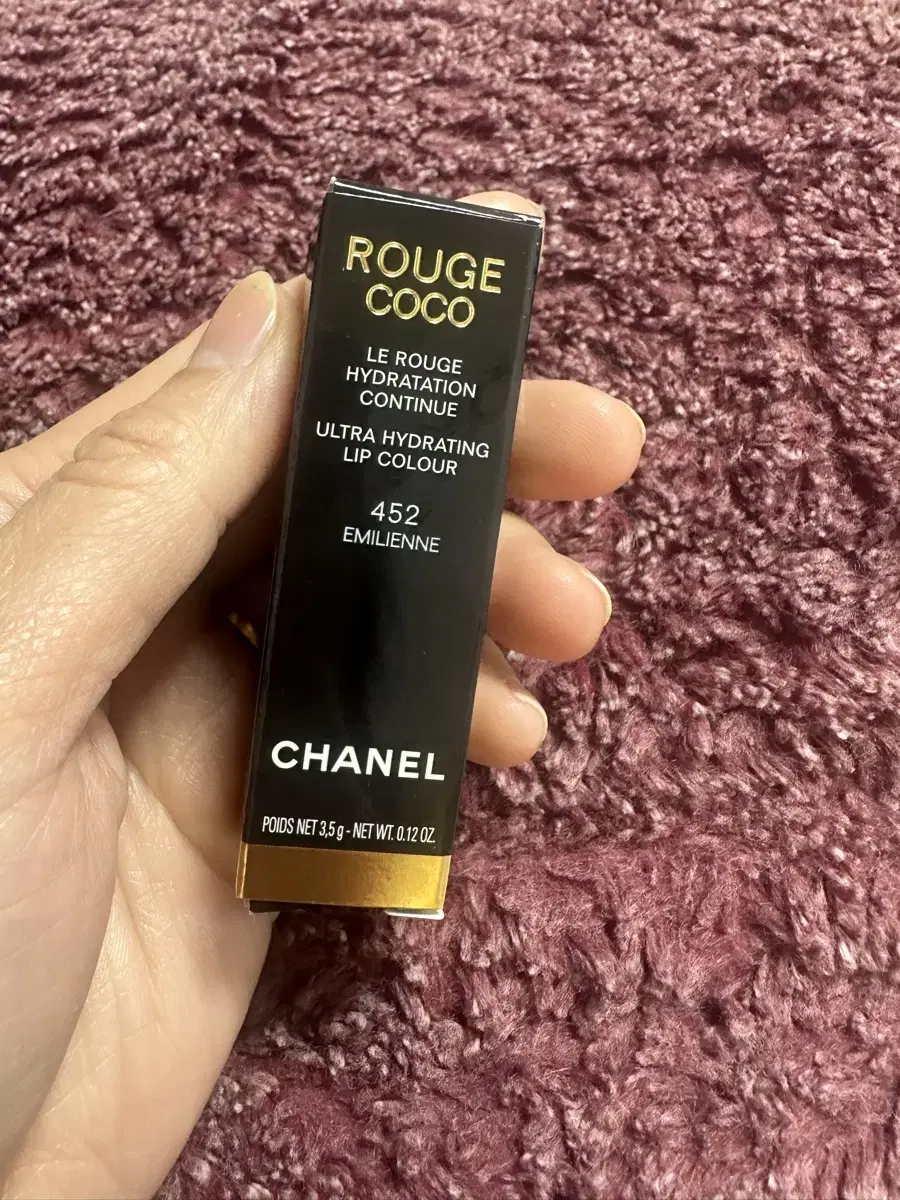 ROUGE
COCO
LE ROUGE
HYDRATATION
CONTINUE
ULTRA HYDRATING
LIP COLOUR
452
EMILIENNE
CHANEL
POIDS NET 3,5 g - NET WT. 0.12 OZ.